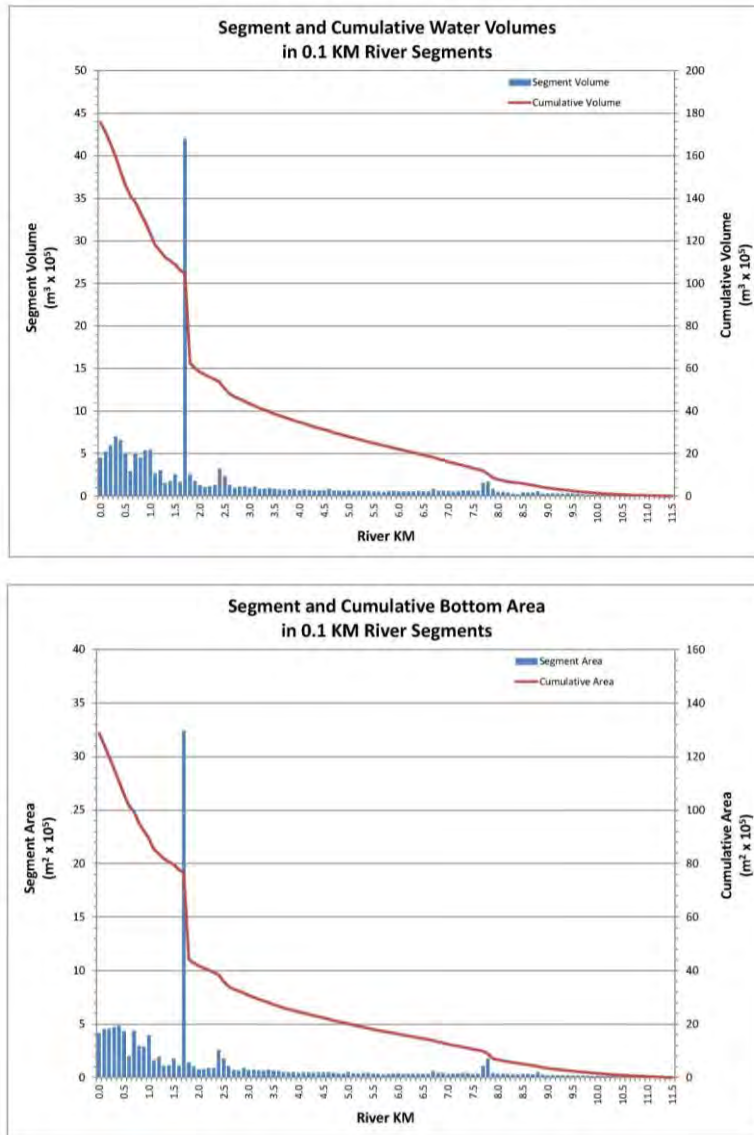 Segment and Cumulative Water Volumes
in 0.1 KM River Segments
50
45
40
35
30
25
20
15
10
5
0
200
180
160
140
120
100
80
60
40
20
0
Segment Volume
Cumulative Volume
Segment Volume
(m³ x 10⁵)
Cumulative Volume
(m³ x 10⁵)
0.0 0.5 1.0 1.5 2.0 2.5 3.0 3.5 4.0 4.5 5.0 5.5 6.0 6.5 7.0 7.5 8.0 8.5 9.0 9.5 10.0 10.5 11.0 11.5
River KM
Segment and Cumulative Bottom Area
in 0.1 KM River Segments
40
35
30
25
20
15
10
5
0
160
140
120
100
80
60
40
20
0
Segment Area
Cumulative Area
Segment Area
(m² x 10⁵)
Cumulative Area
(m² x 10⁵)
0.0 0.5 1.0 1.5 2.0 2.5 3.0 3.5 4.0 4.5 5.0 5.5 6.0 6.5 7.0 7.5 8.0 8.5 9.0 9.5 10.0 10.5 11.0 11.5
River KM